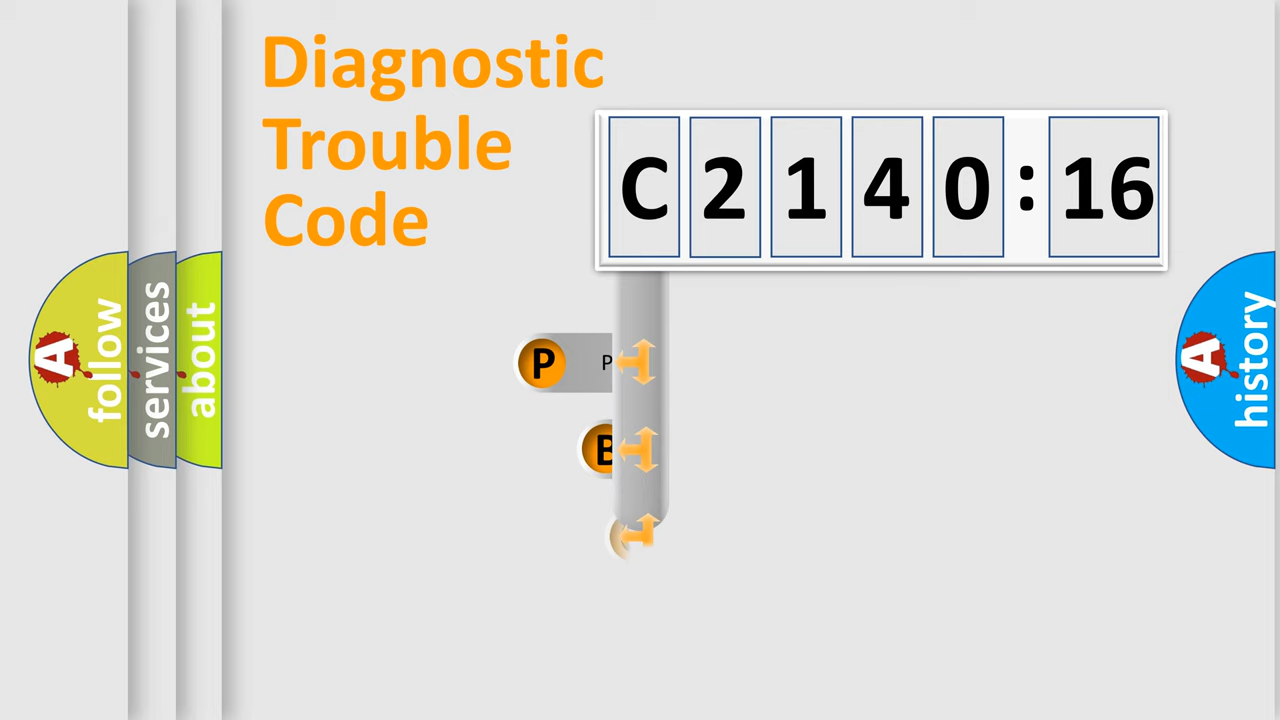 Diagnostic
Trouble
Code
C 2 1 4 0 : 16
A
follow
services
about
P
P
B
A
history